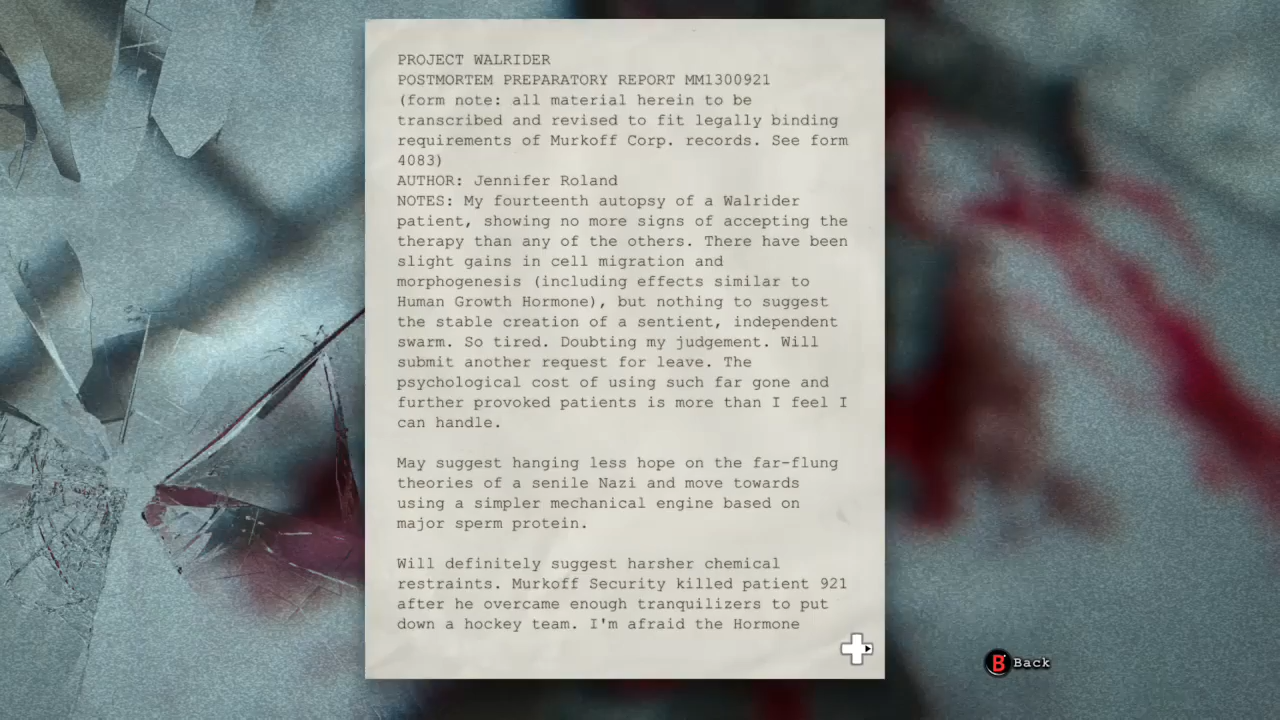 PROJECT WALRIDER
POSTMORTEM PREPARATORY REPORT MM1300921
(form note: all material herein to be
transcribed and revised to fit legally binding
requirements of Murkoff Corp. records. See form
4083)
AUTHOR: Jennifer Roland
NOTES: My fourteenth autopsy of a Walrider
patient, showing no more signs of accepting the
therapy than any of the others. There have been
slight gains in cell migration and
morphogenesis (including effects similar to
Human Growth Hormone), but nothing to suggest
the stable creation of a sentient, independent
swarm. So tired. Doubting my judgement. Will
submit another request for leave. The
psychological cost of using such far gone and
further provoked patients is more than I feel I
can handle.
May suggest hanging less hope on the far-flung
theories of a senile Nazi and move towards
using a simpler mechanical engine based on
major sperm protein.
Will definitely suggest harsher chemical
restraints. Murkoff Security killed patient 921
after he overcame enough tranquilizers to put
down a hockey team. I'm afraid the Hormone
B Back